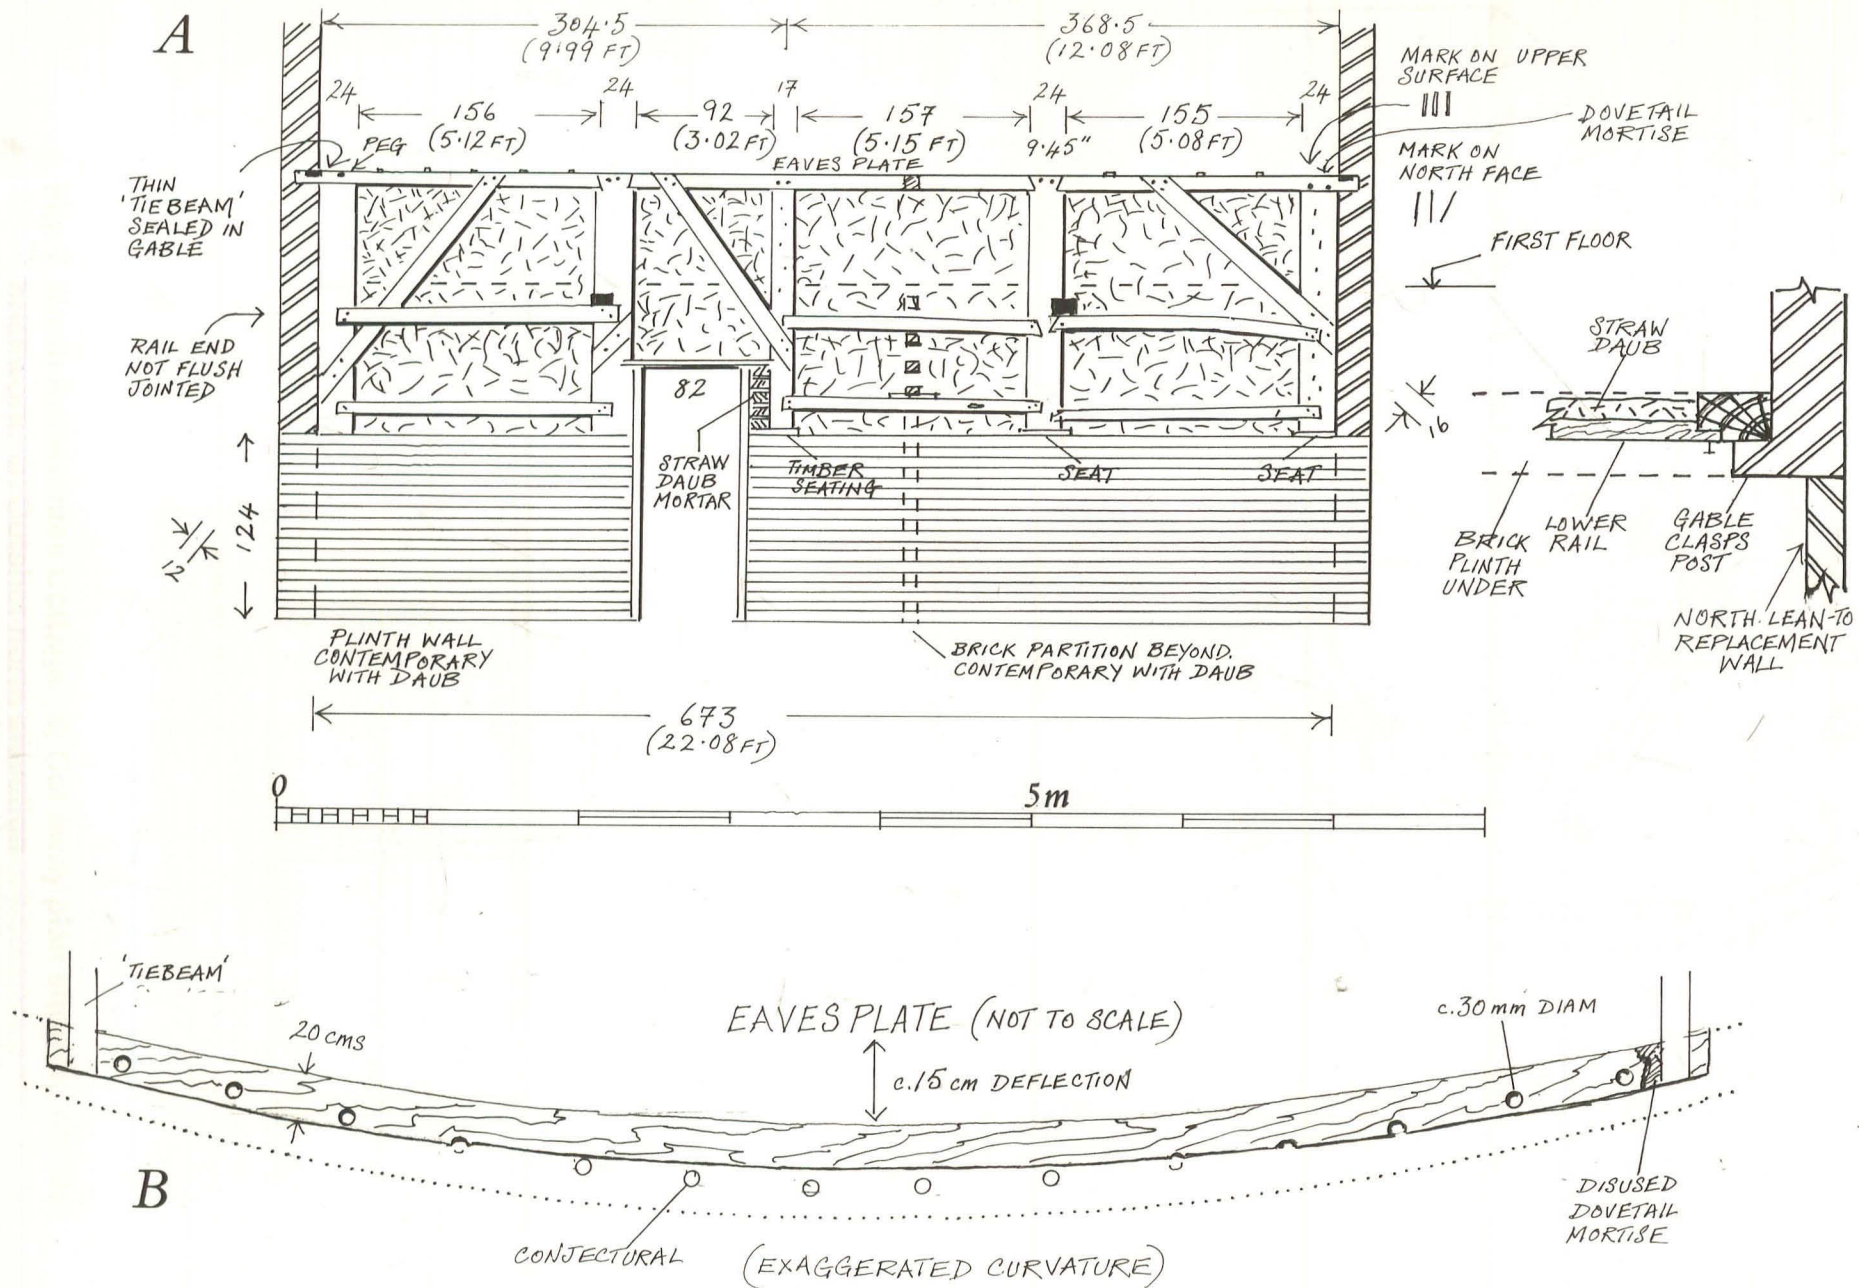 A
304.5
(9.99 FT)
368.5
(12.08 FT)
24
156
(5.12 FT)
24
92
(3.02 FT)
17
157
(5.15 FT)
24
9.45"
155
(5.08 FT)
24
PEG
EAVES PLATE
THIN
'TIE BEAM'
SEALED IN
GABLE
RAIL END
NOT FLUSH
JOINTED
MARK ON UPPER
SURFACE
III
DOVETAIL
MORTISE
MARK ON
NORTH FACE
||/
FIRST FLOOR
STRAW
DAUB
16
82
STRAW
DAUB
MORTAR
TIMBER
SEATING
SEAT
SEAT
124
12
BRICK
PLINTH
UNDER
LOWER
RAIL
GABLE
CLASPS
POST
NORTH LEAN-TO
REPLACEMENT
WALL
PLINTH WALL
CONTEMPORARY
WITH DAUB
BRICK PARTITION BEYOND.
CONTEMPORARY WITH DAUB
673
(22.08 FT)
0
5m
'TIEBEAM'
20 CMS
EAVES PLATE (NOT TO SCALE)
c.15 cm DEFLECTION
c.30 mm DIAM
B
CONJECTURAL
(EXAGGERATED CURVATURE)
DISUSED
DOVETAIL
MORTISE